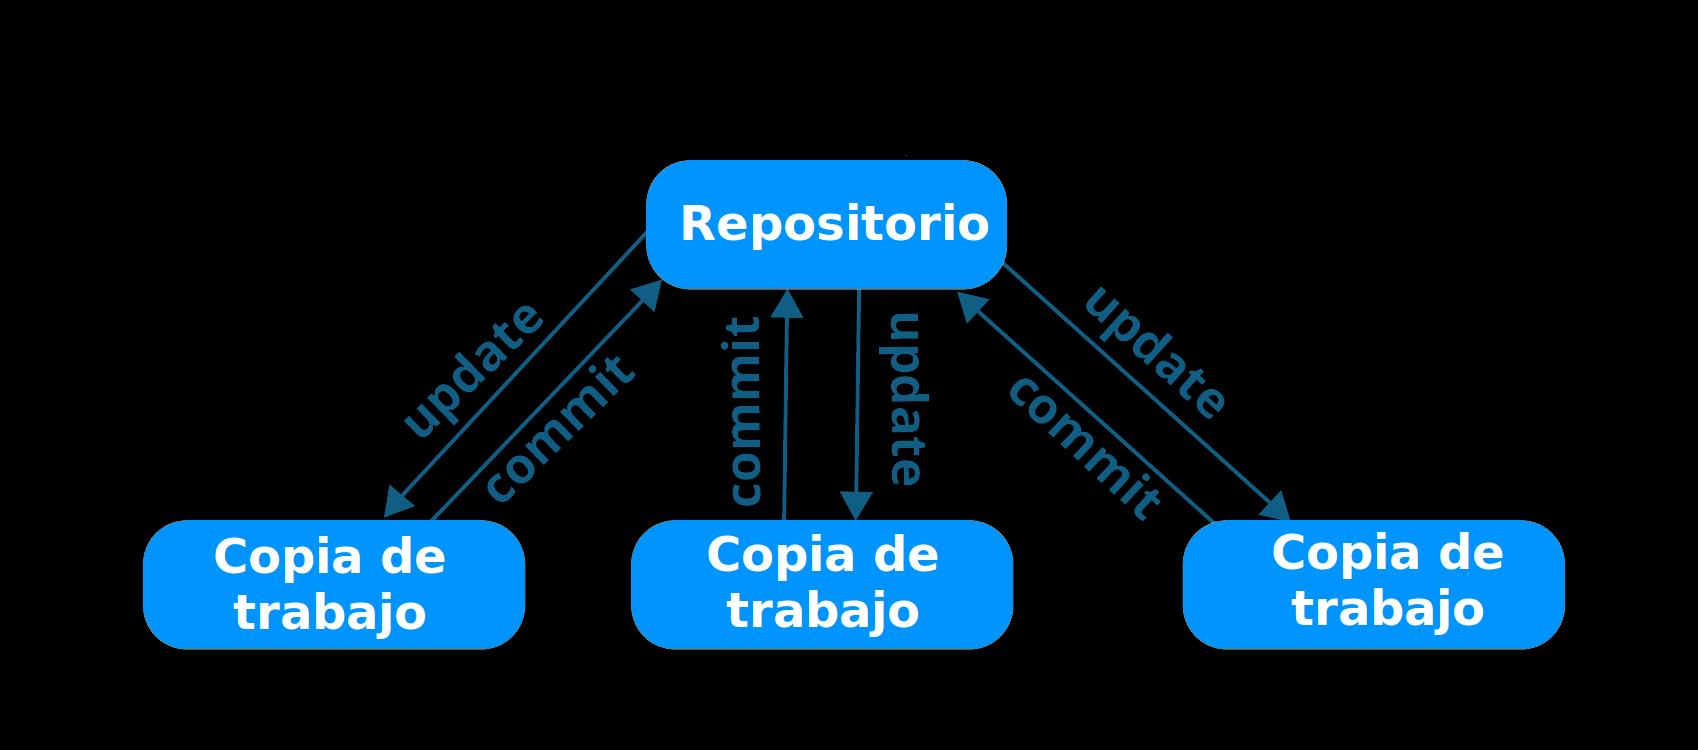 Repositorio
update
commit
commit
update
update
commit
Copia de
trabajo
Copia de
trabajo
Copia de
trabajo